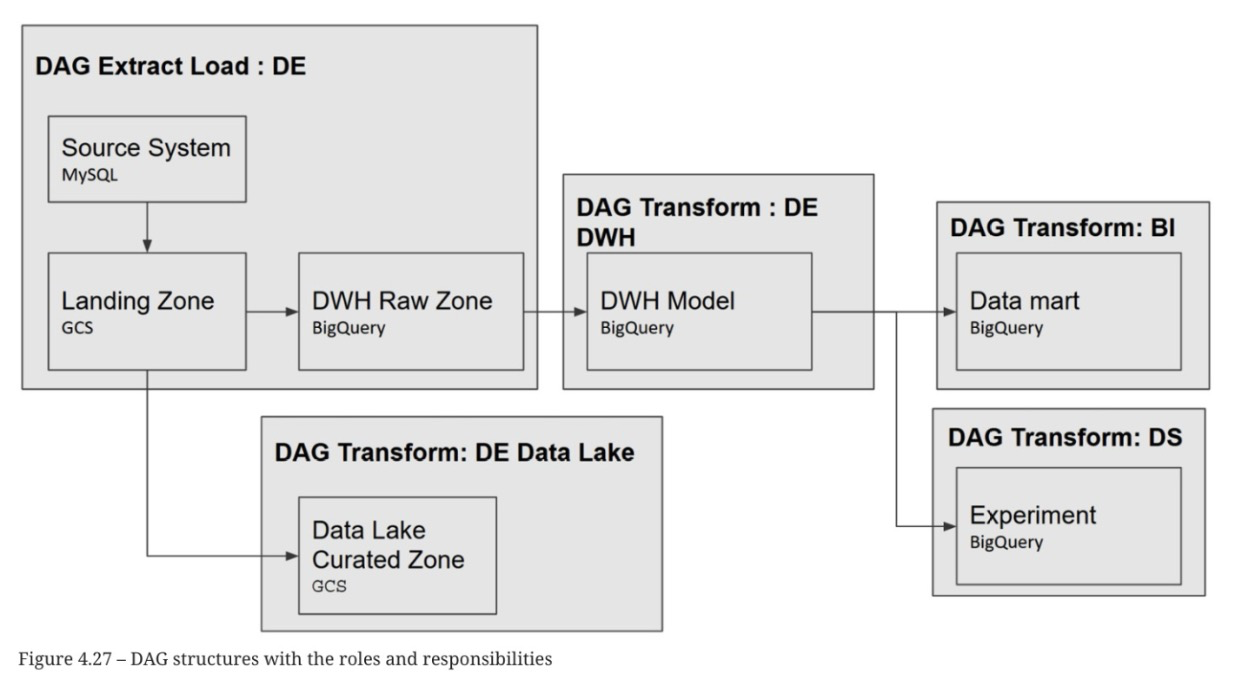 DAG Extract Load : DE
Source System
MySQL
Landing Zone
GCS
DWH Raw Zone
BigQuery
DAG Transform : DE
DWH
DWH Model
BigQuery
DAG Transform: BI
Data mart
BigQuery
DAG Transform: DS
Experiment
BigQuery
DAG Transform: DE Data Lake
Data Lake
Curated Zone
GCS
Figure 4.27 – DAG structures with the roles and responsibilities